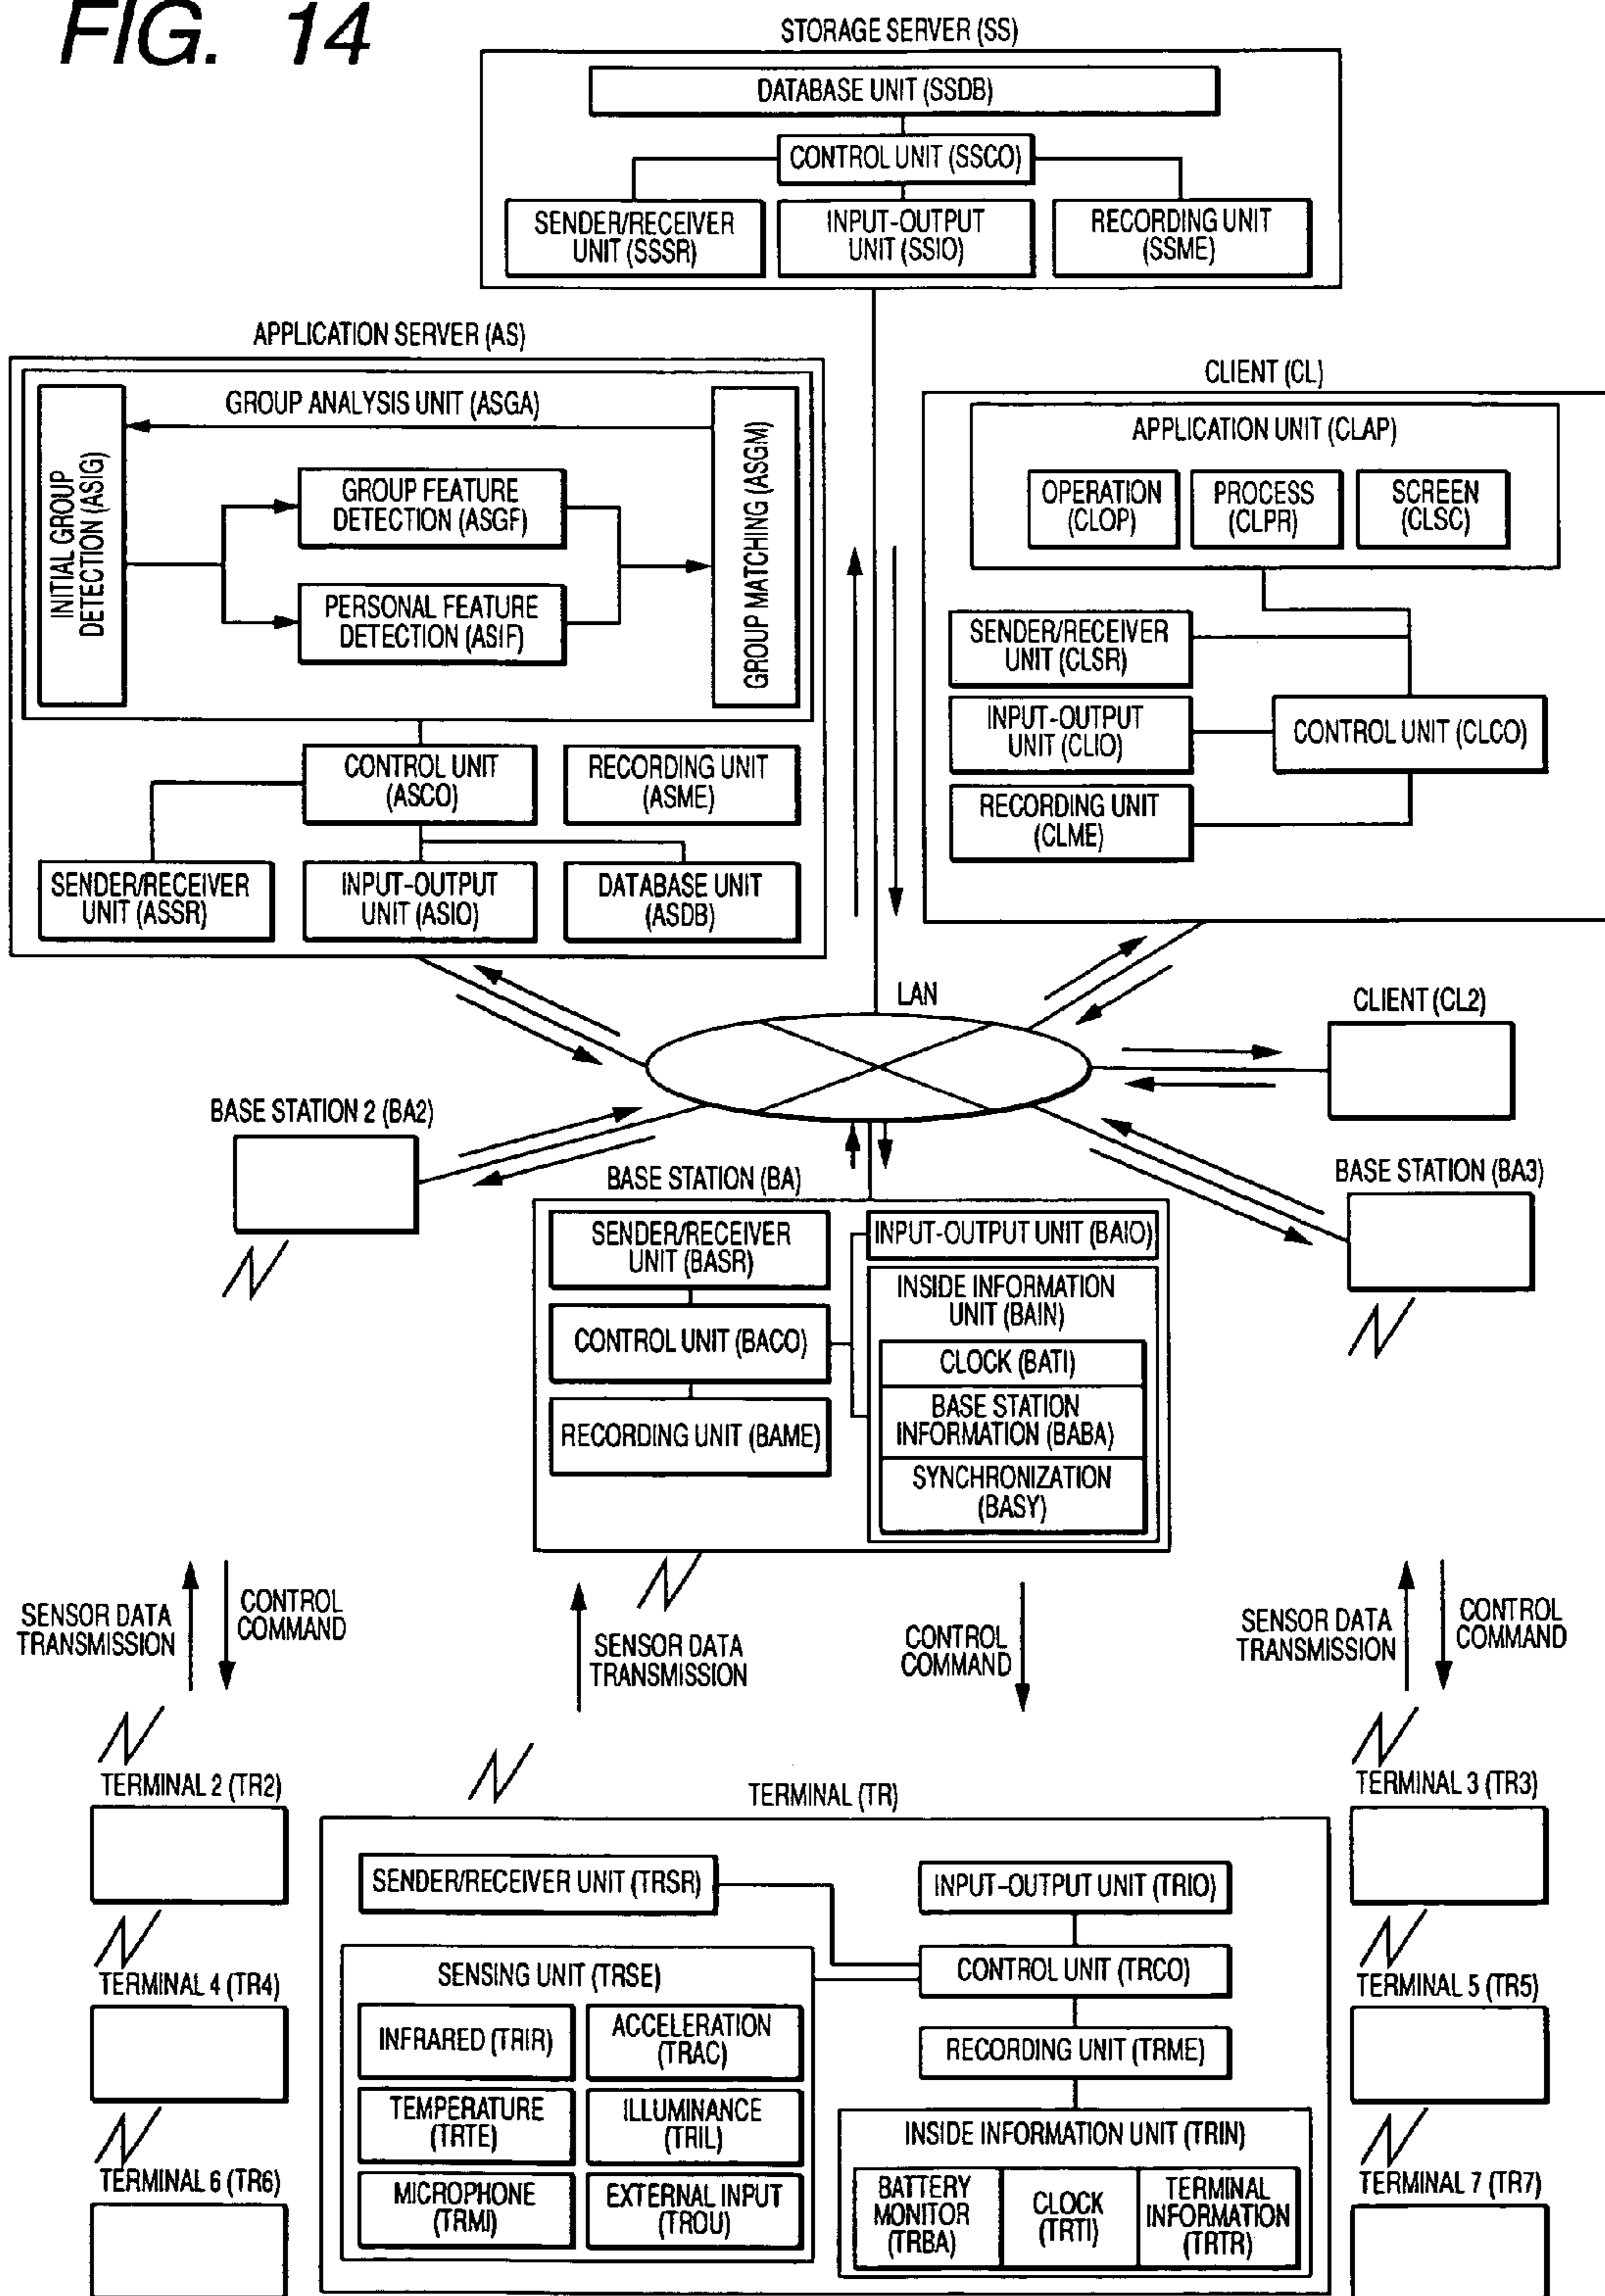 FIG. 14
STORAGE SERVER (SS)
DATABASE UNIT (SSDB)
CONTROL UNIT (SSCO)
SENDER/RECEIVER
UNIT (SSSR)
INPUT-OUTPUT
UNIT (SSIO)
RECORDING UNIT
(SSME)
APPLICATION SERVER (AS)
GROUP ANALYSIS UNIT (ASGA)
INITIAL GROUP
DETECTION (ASIG)
GROUP FEATURE
DETECTION (ASGF)
PERSONAL FEATURE
DETECTION (ASIF)
GROUP MATCHING (ASGM)
CONTROL UNIT
(ASCO)
RECORDING UNIT
(ASME)
SENDER/RECEIVER
UNIT (ASSR)
INPUT-OUTPUT
UNIT (ASIO)
DATABASE UNIT
(ASDB)
CLIENT (CL)
APPLICATION UNIT (CLAP)
OPERATION
(CLOP)
PROCESS
(CLPR)
SCREEN
(CLSC)
SENDER/RECEIVER
UNIT (CLSR)
INPUT-OUTPUT
UNIT (CLIO)
CONTROL UNIT (CLCO)
RECORDING UNIT
(CLME)
LAN
CLIENT (CL2)
BASE STATION 2 (BA2)
BASE STATION (BA3)
BASE STATION (BA)
SENDER/RECEIVER
UNIT (BASR)
CONTROL UNIT (BACO)
RECORDING UNIT (BAME)
INPUT-OUTPUT UNIT (BAIO)
INSIDE INFORMATION
UNIT (BAIN)
CLOCK (BATI)
BASE STATION
INFORMATION (BABA)
SYNCHRONIZATION
(BASY)
SENSOR DATA
TRANSMISSION
CONTROL
COMMAND
SENSOR DATA
TRANSMISSION
CONTROL
COMMAND
SENSOR DATA
TRANSMISSION
CONTROL
COMMAND
TERMINAL 2 (TR2)
TERMINAL 4 (TR4)
TERMINAL 6 (TR6)
TERMINAL (TR)
SENDER/RECEIVER UNIT (TRSR)
INPUT-OUTPUT UNIT (TRIO)
SENSING UNIT (TRSE)
CONTROL UNIT (TRCO)
INFRARED (TRIR)
ACCELERATION
(TRAC)
RECORDING UNIT (TRME)
TEMPERATURE
(TRTE)
ILLUMINANCE
(TRIL)
MICROPHONE
(TRMI)
EXTERNAL INPUT
(TROU)
INSIDE INFORMATION UNIT (TRIN)
BATTERY
MONITOR
(TRBA)
CLOCK
(TRTI)
TERMINAL
INFORMATION
(TRTR)
TERMINAL 3 (TR3)
TERMINAL 5 (TR5)
TERMINAL 7 (TR7)